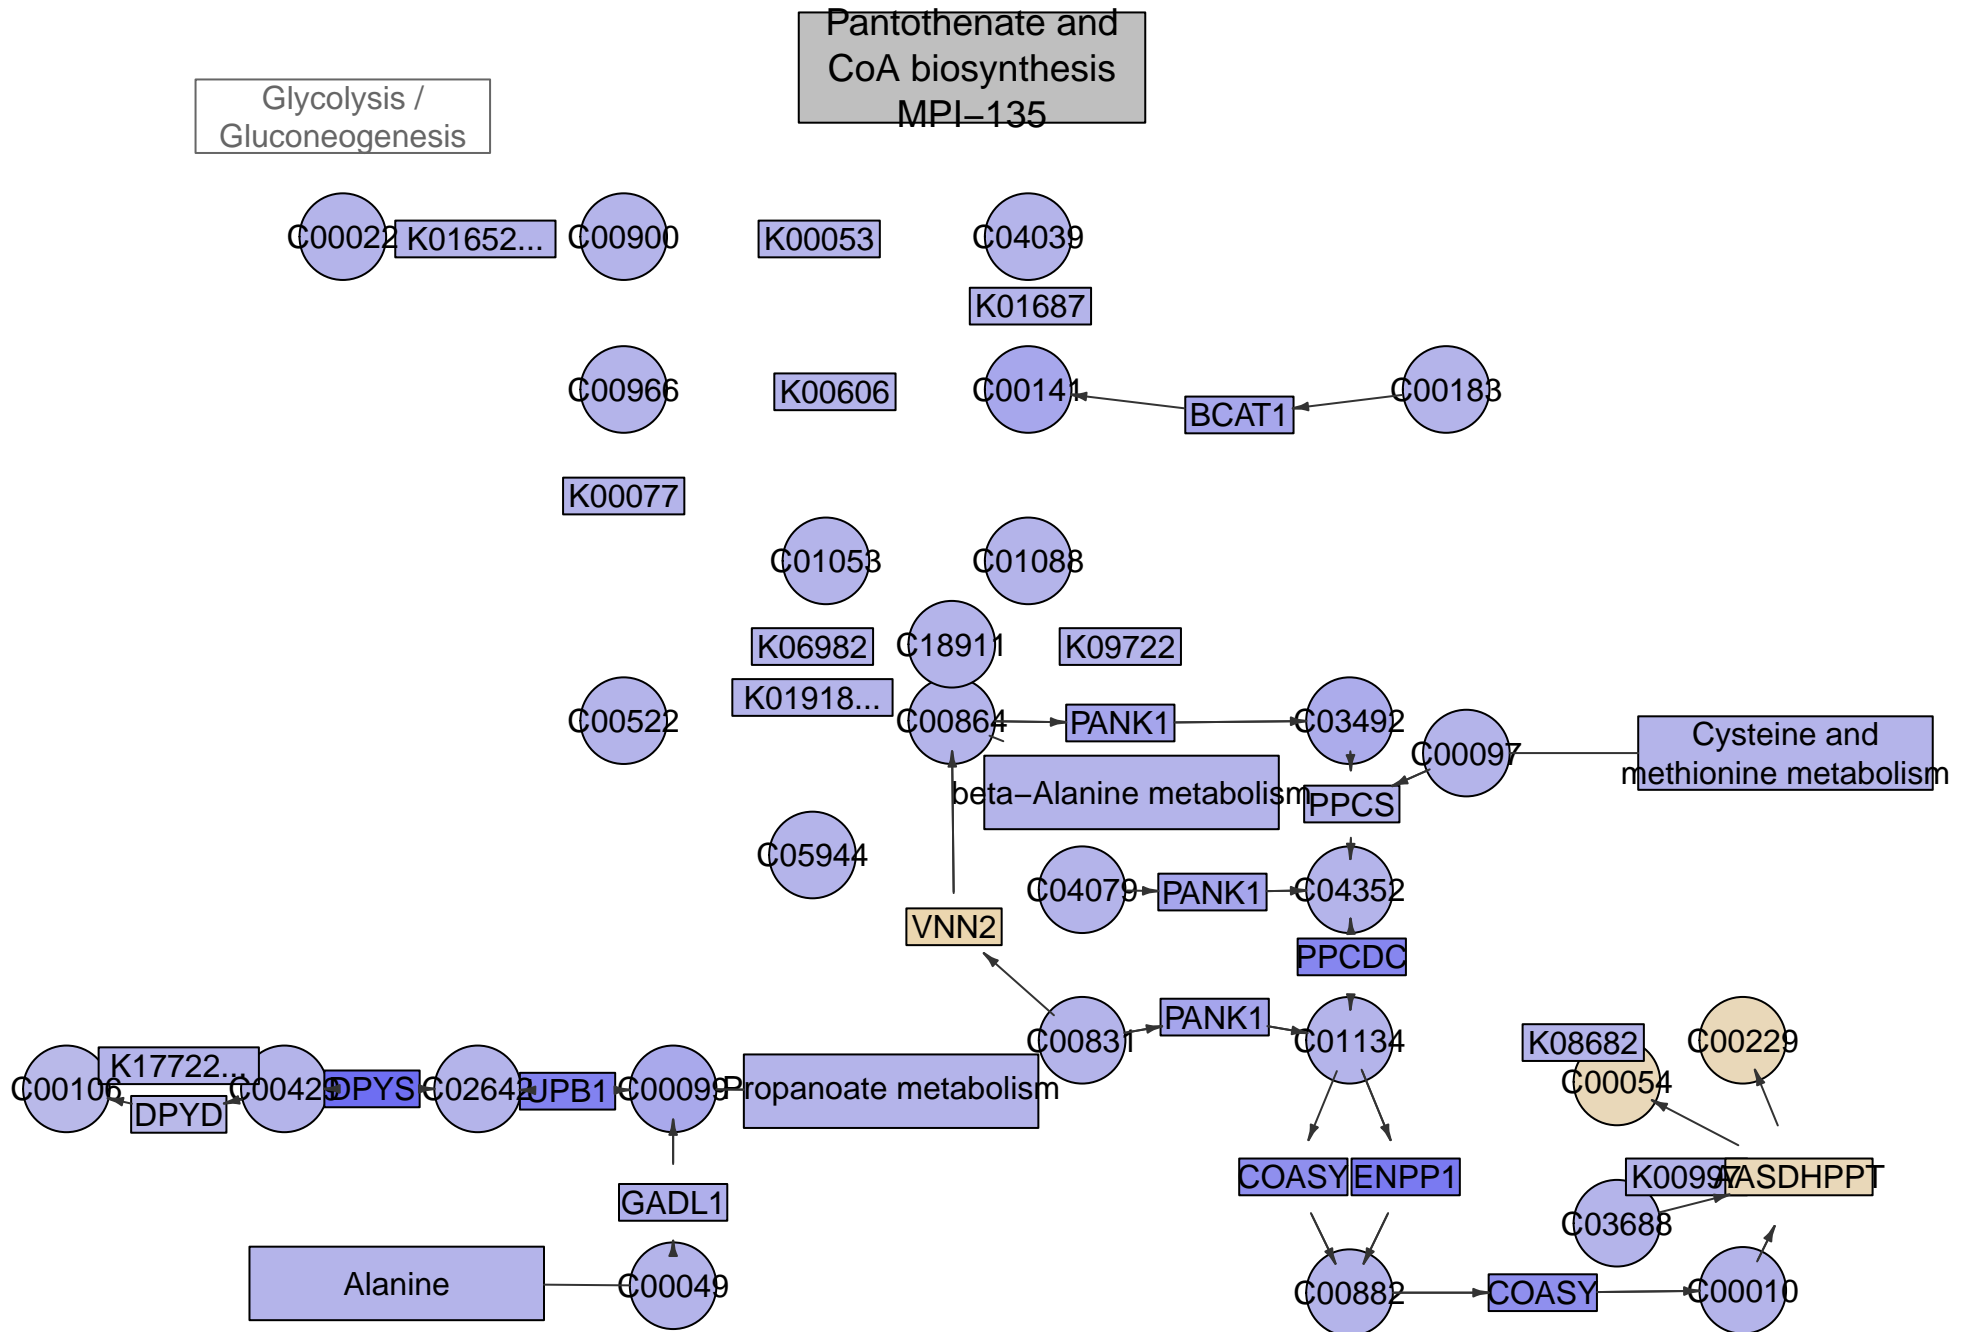 Pantothenate and
CoA biosynthesis
MPI−135
Glycolysis /
Gluconeogenesis
C00022
K01652...
C00900
K00053
C04039
K01687
C00966
K00606
C00141
BCAT1
C00183
K00077
C01053
C01088
K06982
C18911
K09722
K01918...
C00522
C00864
PANK1
C03492
C00097
Cysteine and
methionine metabolism
beta−Alanine metabolism
PPCS
C05944
C04079
PANK1
C04352
VNN2
PPCDC
C00831
PANK1
C01134
K08682
C00229
C00054
C00106
K17722...
DPYD
C00429
DPYS
C02642
UPB1
C00099
Propanoate metabolism
COASY
ENPP1
K00997
AASDHPPT
GADL1
C03688
Alanine
C00049
C00882
COASY
C00010